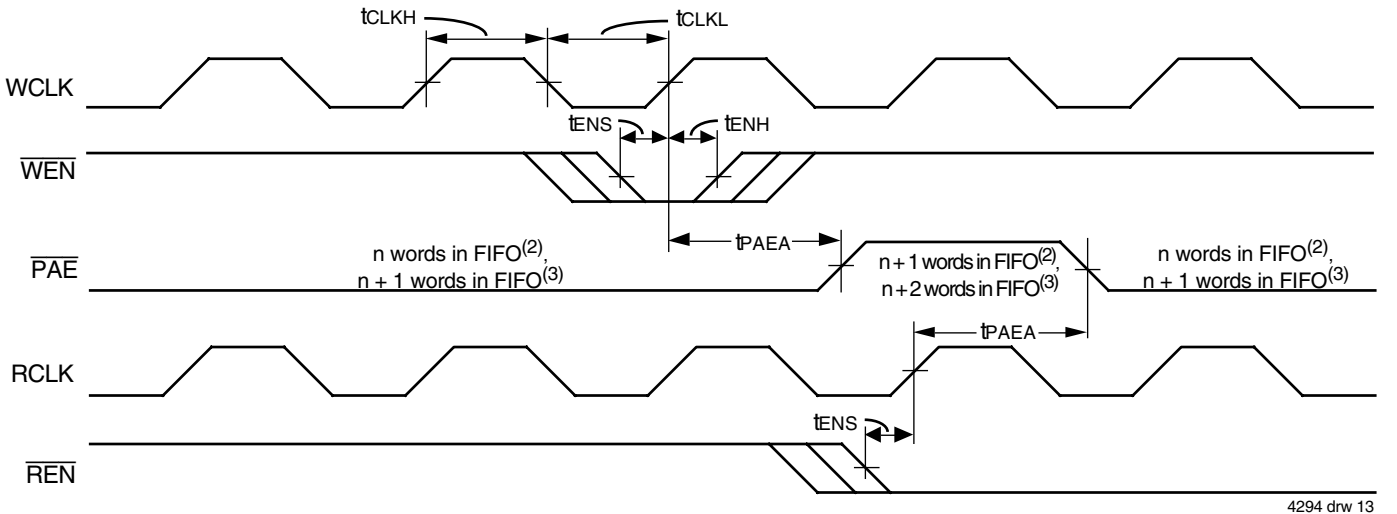 tCLKH
tCLKL
WCLK
tENS
tENH
WEN
tPAEA
PAE
n words in FIFO(2),
n + 1 words in FIFO(3)
n + 1 words in FIFO(2),
n + 2 words in FIFO(3)
n words in FIFO(2),
n + 1 words in FIFO(3)
tPAEA
RCLK
tENS
REN
4294 drw 13